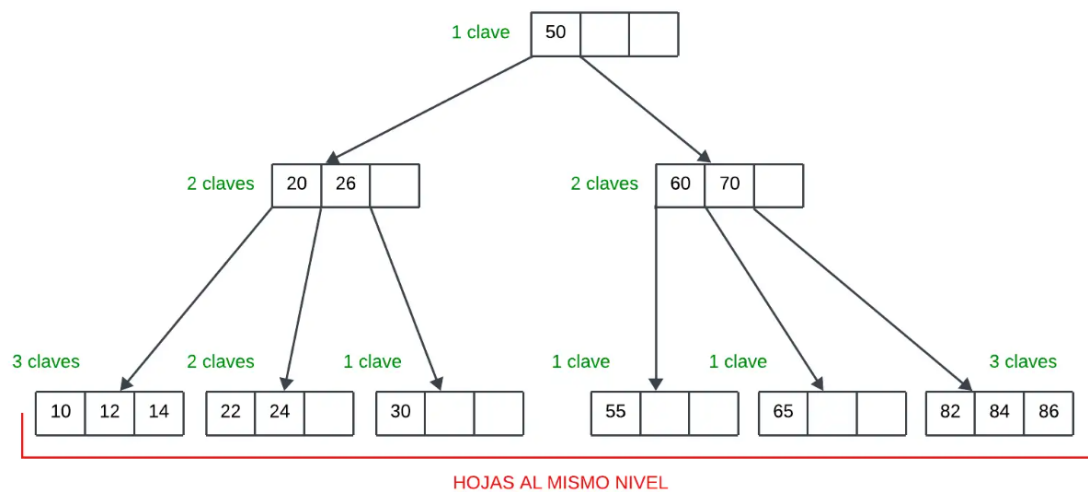 1 clave 50
2 claves 20 26
2 claves 60 70
3 claves 2 claves 1 clave 1 clave 1 clave 3 claves
10 12 14 22 24 30 55 65 82 84 86
HOJAS AL MISMO NIVEL